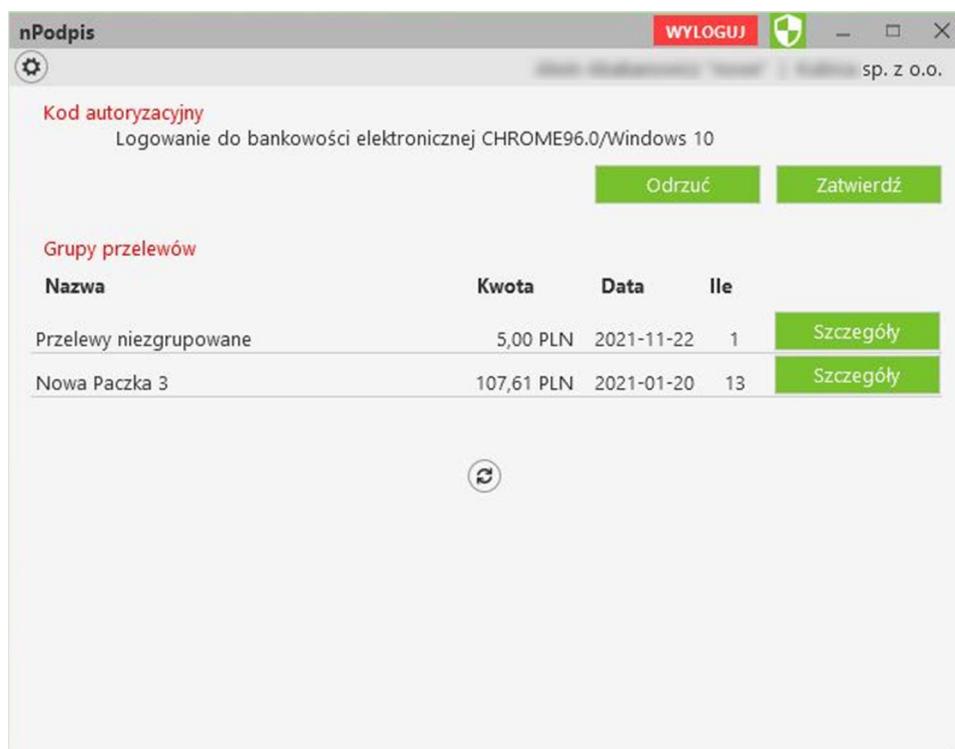 nPodpis WYLOGUJ
sp. z o.o.
Kod autoryzacyjny
Logowanie do bankowości elektronicznej CHROME96.0/Windows 10
Odrzuć Zatwierdź
Grupy przelewów
Nazwa Kwota Data Ile
Przelewy niezgrupowane 5,00 PLN 2021-11-22 1 Szczegóły
Nowa Paczka 3 107,61 PLN 2021-01-20 13 Szczegóły